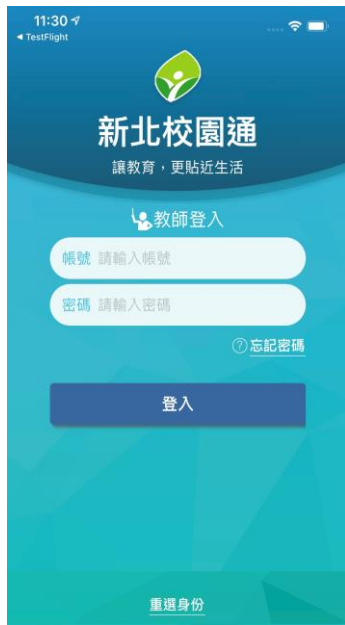 11:30
◀ TestFlight
新北校園通
讓教育，更貼近生活
教師登入
帳號 請輸入帳號
密碼 請輸入密碼
?忘記密碼
登入
重選身份